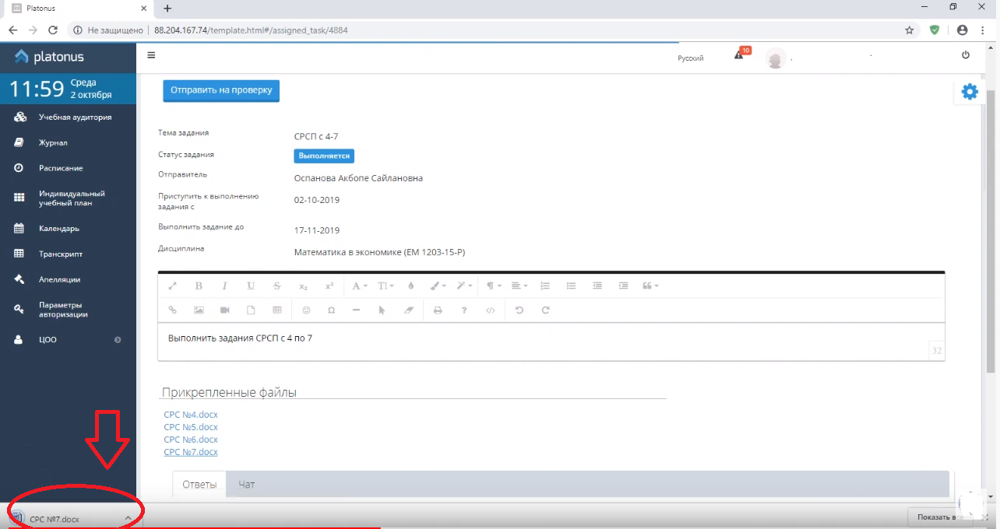 Platonus
Не защищено | 88.204.167.74/template.html#/assigned_task/4884
platonus
Русский
10
11:59
Среда
2 октября
Учебная аудитория
Журнал
Расписание
Индивидуальный
учебный план
Календарь
Транскрипт
Апелляции
Параметры
авторизации
ЦОО
Отправить на проверку
Тема задания
СРСП с 4-7
Статус задания
Выполняется
Отправитель
Оспанова Акбопе Сайлановна
Приступить к выполнению
задания с
02-10-2019
Выполнить задание до
17-11-2019
Дисциплина
Математика в экономике (EM 1203-15-Р)
Выполнить задания СРСП с 4 по 7
32
Прикрепленные файлы
СРС №4.docx
СРС №5.docx
СРС №6.docx
СРС №7.docx
Ответы
Чат
СРС №7.docx
Показать